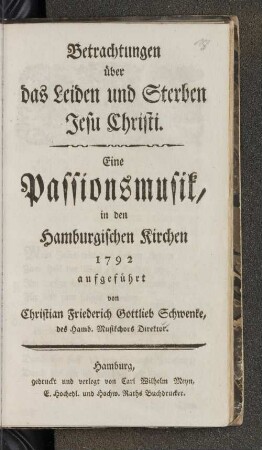 Betrachtungen
über
das Leiden und Sterben
Jesu Christi.
Eine
Passionsmusik,
in den
Hamburgischen Kirchen
1792
aufgeführt
von
Christian Friederich Gottlieb Schwenke,
des Hamb. Musikchors Direktor.
Hamburg,
gedruckt und verlegt von Carl Wilhelm Meyn,
E. Hochedl. und Hochw. Raths Buchdrucker.